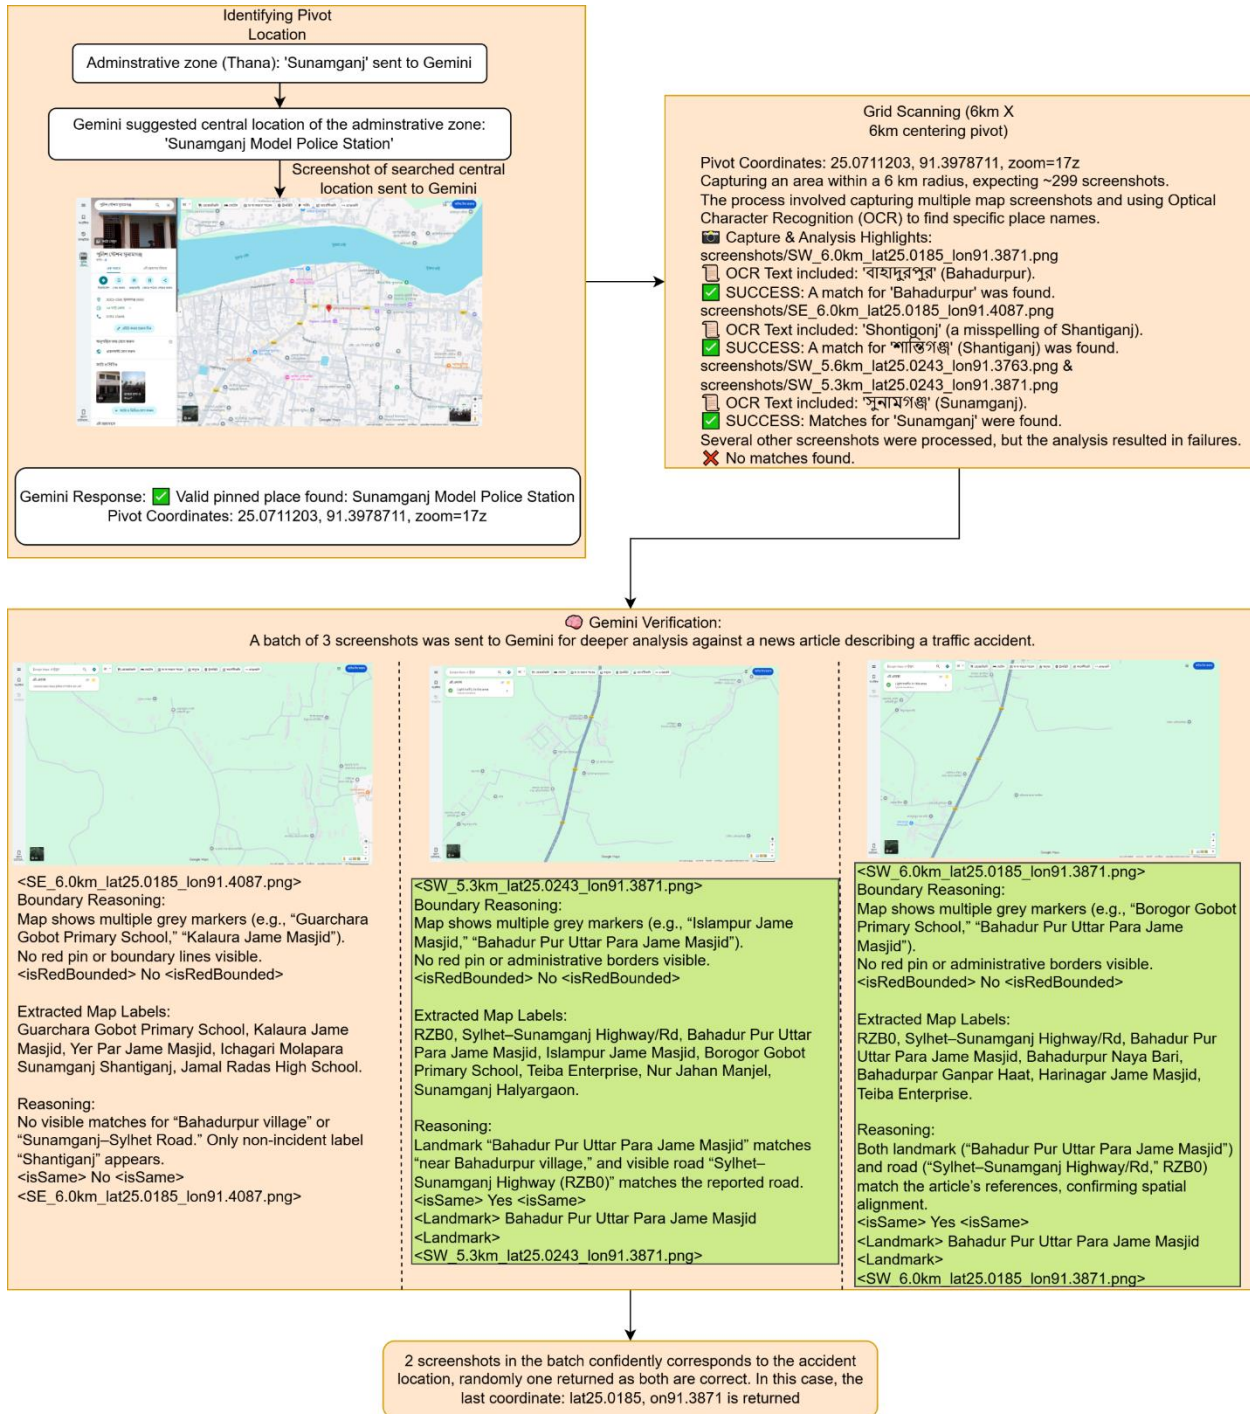 Identifying Pivot
Location
Adminstrative zone (Thana): 'Sunamganj' sent to Gemini
Gemini suggested central location of the adminstrative zone:
'Sunamganj Model Police Station'
Screenshot of searched central
location sent to Gemini
Gemini Response: ✅ Valid pinned place found: Sunamganj Model Police Station
Pivot Coordinates: 25.0711203, 91.3978711, zoom=17z
Grid Scanning (6km X
6km centering pivot)
Pivot Coordinates: 25.0711203, 91.3978711, zoom=17z
Capturing an area within a 6 km radius, expecting ~299 screenshots.
The process involved capturing multiple map screenshots and using Optical
Character Recognition (OCR) to find specific place names.
📸 Capture & Analysis Highlights:
screenshots/SW_6.0km_lat25.0185_lon91.3871.png
📜 OCR Text included: 'বাহাদুরপুর' (Bahadurpur).
✅ SUCCESS: A match for 'Bahadurpur' was found.
screenshots/SE_6.0km_lat25.0185_lon91.4087.png
📜 OCR Text included: 'Shontigonj' (a misspelling of Shantiganj).
✅ SUCCESS: A match for 'শান্তিগঞ্জ' (Shantiganj) was found.
screenshots/SW_5.6km_lat25.0243_lon91.3763.png &
screenshots/SW_5.3km_lat25.0243_lon91.3871.png
📜 OCR Text included: 'সুনামগঞ্জ' (Sunamganj).
✅ SUCCESS: Matches for 'Sunamganj' were found.
Several other screenshots were processed, but the analysis resulted in failures.
❌ No matches found.
🧠 Gemini Verification:
A batch of 3 screenshots was sent to Gemini for deeper analysis against a news article describing a traffic accident.
<SE_6.0km_lat25.0185_lon91.4087.png>
Boundary Reasoning:
Map shows multiple grey markers (e.g., “Guarchara
Gobot Primary School,” “Kalaura Jame Masjid”).
No red pin or boundary lines visible.
<isRedBounded> No <isRedBounded>
Extracted Map Labels:
Guarchara Gobot Primary School, Kalaura Jame
Masjid, Yer Par Jame Masjid, Ichagari Molapara
Sunamganj Shantiganj, Jamal Radas High School.
Reasoning:
No visible matches for “Bahadurpur village” or
“Sunamganj–Sylhet Road.” Only non-incident label
“Shantiganj” appears.
<isSame> No <isSame>
<SE_6.0km_lat25.0185_lon91.4087.png>
<SW_5.3km_lat25.0243_lon91.3871.png>
Boundary Reasoning:
Map shows multiple grey markers (e.g., “Islampur Jame
Masjid,” “Bahadur Pur Uttar Para Jame Masjid”).
No red pin or administrative borders visible.
<isRedBounded> No <isRedBounded>
Extracted Map Labels:
RZB0, Sylhet–Sunamganj Highway/Rd, Bahadur Pur Uttar
Para Jame Masjid, Islampur Jame Masjid, Borogor Gobot
Primary School, Teiba Enterprise, Nur Jahan Manjel,
Sunamganj Halyargaon.
Reasoning:
Landmark “Bahadur Pur Uttar Para Jame Masjid” matches
“near Bahadurpur village,” and visible road “Sylhet–
Sunamganj Highway (RZB0)” matches the reported road.
<isSame> Yes <isSame>
<Landmark> Bahadur Pur Uttar Para Jame Masjid
<Landmark>
<SW_5.3km_lat25.0243_lon91.3871.png>
<SW_6.0km_lat25.0185_lon91.3871.png>
Boundary Reasoning:
Map shows multiple grey markers (e.g., “Borogor Gobot
Primary School,” “Bahadur Pur Uttar Para Jame
Masjid”).
No red pin or administrative borders visible.
<isRedBounded> No <isRedBounded>
Extracted Map Labels:
RZB0, Sylhet–Sunamganj Highway/Rd, Bahadur Pur
Uttar Para Jame Masjid, Bahadurpur Naya Bari,
Bahadurpar Ganpar Haat, Harinagar Jame Masjid,
Teiba Enterprise.
Reasoning:
Both landmark (“Bahadur Pur Uttar Para Jame Masjid”)
and road (“Sylhet–Sunamganj Highway/Rd,” RZB0)
match the article’s references, confirming spatial
alignment.
<isSame> Yes <isSame>
<Landmark> Bahadur Pur Uttar Para Jame Masjid
<Landmark>
<SW_6.0km_lat25.0185_lon91.3871.png>
2 screenshots in the batch confidently corresponds to the accident
location, randomly one returned as both are correct. In this case, the
last coordinate: lat25.0185, on91.3871 is returned